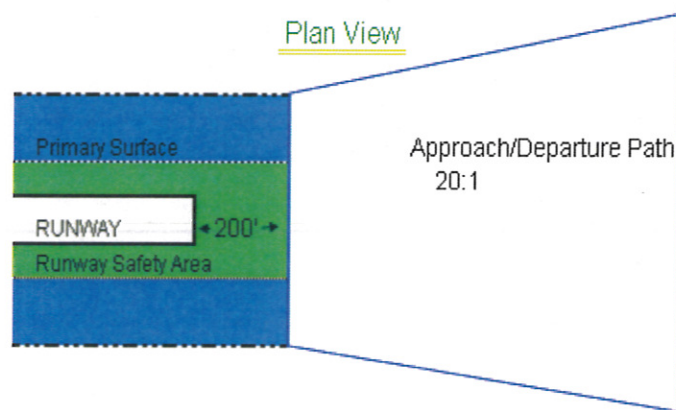 Plan View
Primary Surface
Approach/Departure Path
20:1
RUNWAY
200'
Runway Safety Area